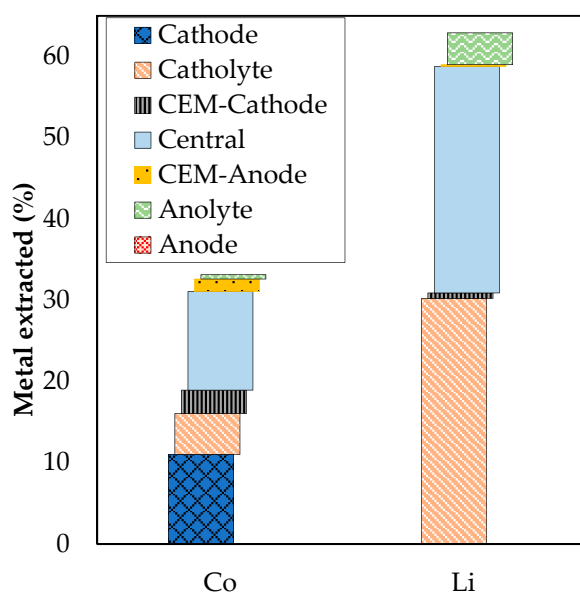 Metal extracted (%)
60
50
40
30
20
10
0
Cathode
Catholyte
CEM-Cathode
Central
CEM-Anode
Anolyte
Anode
Co
Li